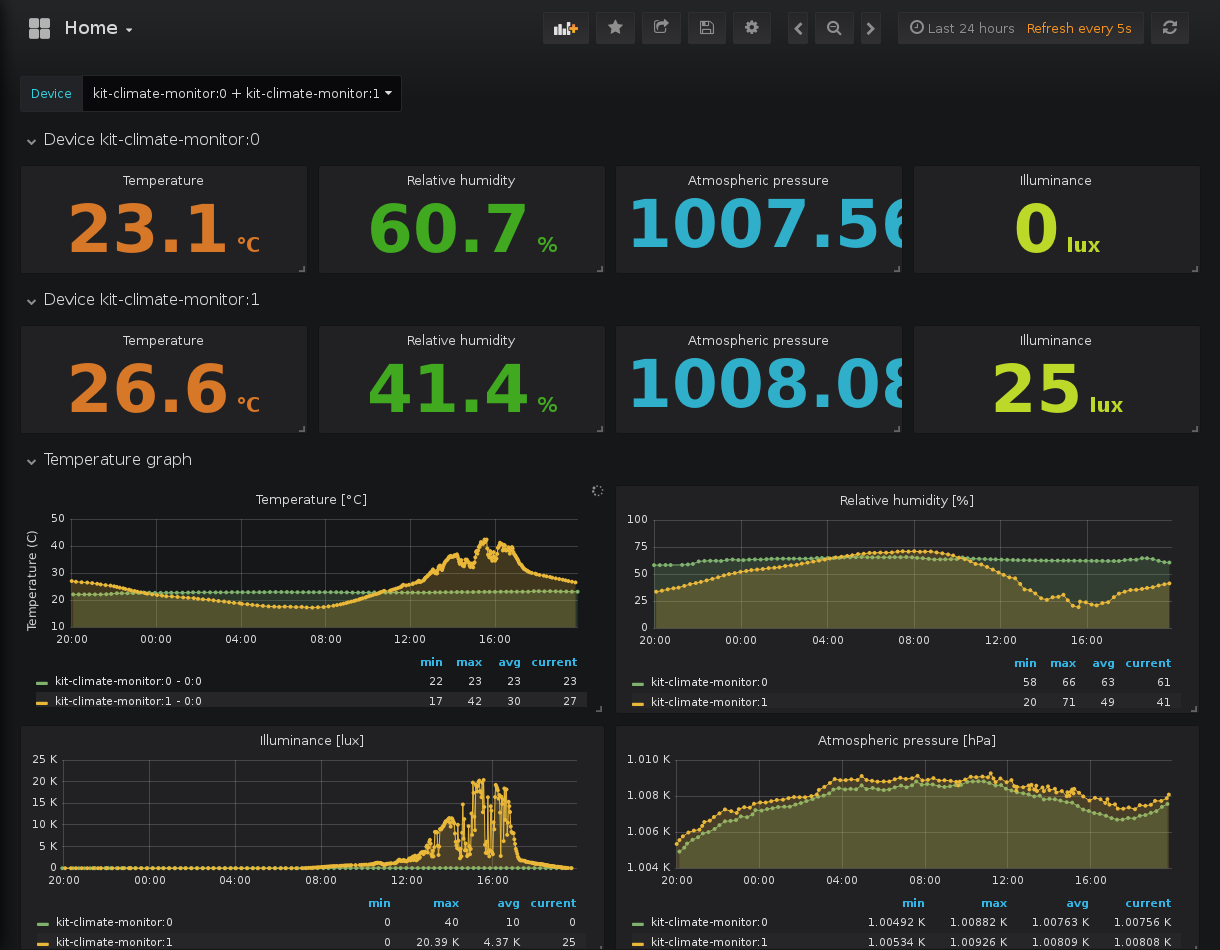 Home
Last 24 hours Refresh every 5s
Device kit-climate-monitor:0 + kit-climate-monitor:1
Device kit-climate-monitor:0
Temperature Relative humidity Atmospheric pressure Illuminance
23.1 °C 60.7 % 1007.56 0 lux
Device kit-climate-monitor:1
Temperature Relative humidity Atmospheric pressure Illuminance
26.6 °C 41.4 % 1008.08 25 lux
Temperature graph
Temperature [°C]
Temperature (C)
50
40
30
20
10
20:00 00:00 04:00 08:00 12:00 16:00
min max avg current
kit-climate-monitor:0 - 0:0 22 23 23 23
kit-climate-monitor:1 - 0:0 17 42 30 27
Relative humidity [%]
100
75
50
25
0
20:00 00:00 04:00 08:00 12:00 16:00
min max avg current
kit-climate-monitor:0 58 66 63 61
kit-climate-monitor:1 20 71 49 41
Illuminance [lux]
25 K
20 K
15 K
10 K
5 K
0
20:00 00:00 04:00 08:00 12:00 16:00
min max avg current
kit-climate-monitor:0 0 40 10 0
kit-climate-monitor:1 0 20.39 K 4.37 K 25
Atmospheric pressure [hPa]
1.010 K
1.008 K
1.006 K
1.004 K
20:00 00:00 04:00 08:00 12:00 16:00
min max avg current
kit-climate-monitor:0 1.00492 K 1.00882 K 1.00763 K 1.00756 K
kit-climate-monitor:1 1.00534 K 1.00926 K 1.00809 K 1.00808 K